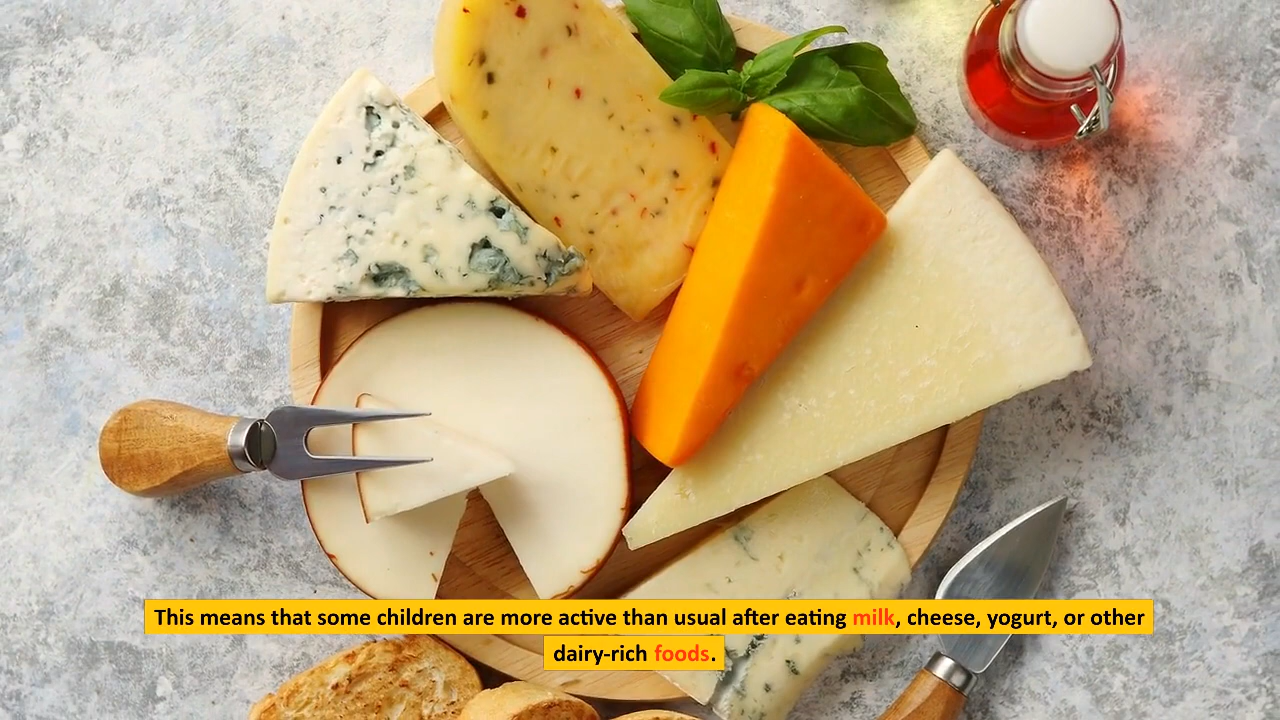 This means that some children are more active than usual after eating milk, cheese, yogurt, or other
dairy-rich foods.